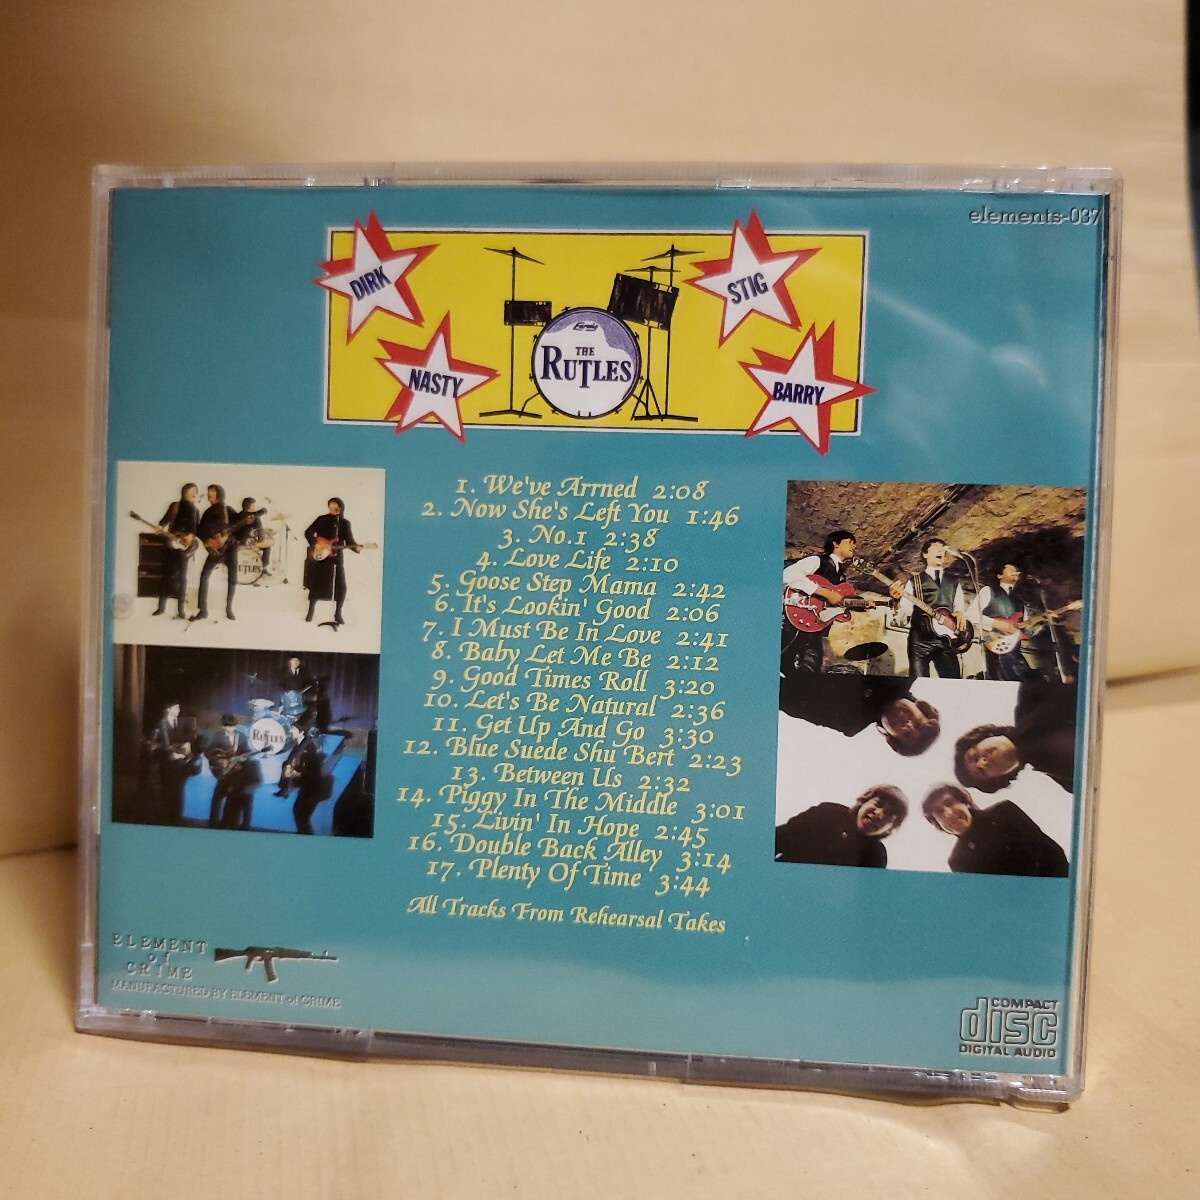 elements-037
DIRK
STIG
NASTY
BARRY
THE
RUTLES
1. We've Arrned 2:08
2. Now She's Left You 1:46
3. No.1 2:38
4. Love Life 2:10
5. Goose Step Mama 2:42
6. It's Lookin' Good 2:06
7. I Must Be In Love 2:41
8. Baby Let Me Be 2:12
9. Good Times Roll 3:20
10. Let's Be Natural 2:36
11. Get Up And Go 3:30
12. Blue Suede Shu Bert 2:23
13. Between Us 2:32
14. Piggy In The Middle 3:01
15. Livin' In Hope 2:45
16. Double Back Alley 3:14
17. Plenty Of Time 3:44
All Tracks From Rehearsal Takes
UTLES
RUTLES
ELEMENT
of
CRIME
MANUFACTURED BY ELEMENT of CRIME
COMPACT
disc
DIGITAL AUDIO